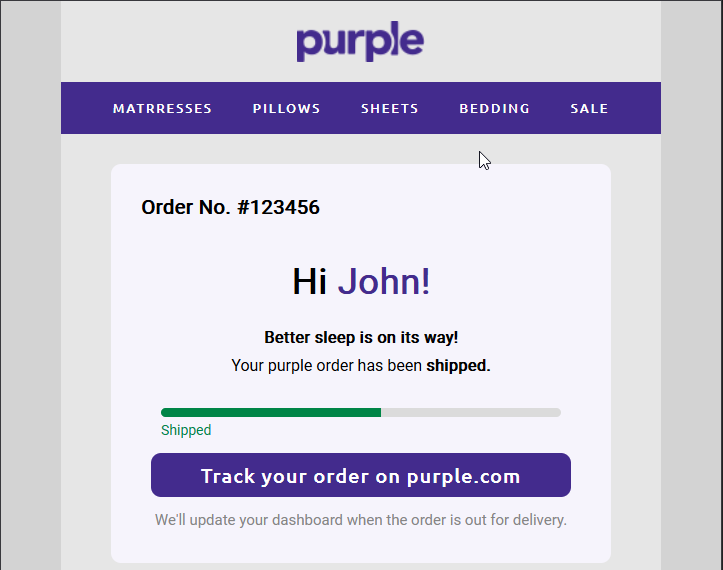 purple
MATRRESSES PILLOWS SHEETS BEDDING SALE
Order No. #123456
Hi John!
Better sleep is on its way!
Your purple order has been shipped.
Shipped
Track your order on purple.com
We'll update your dashboard when the order is out for delivery.